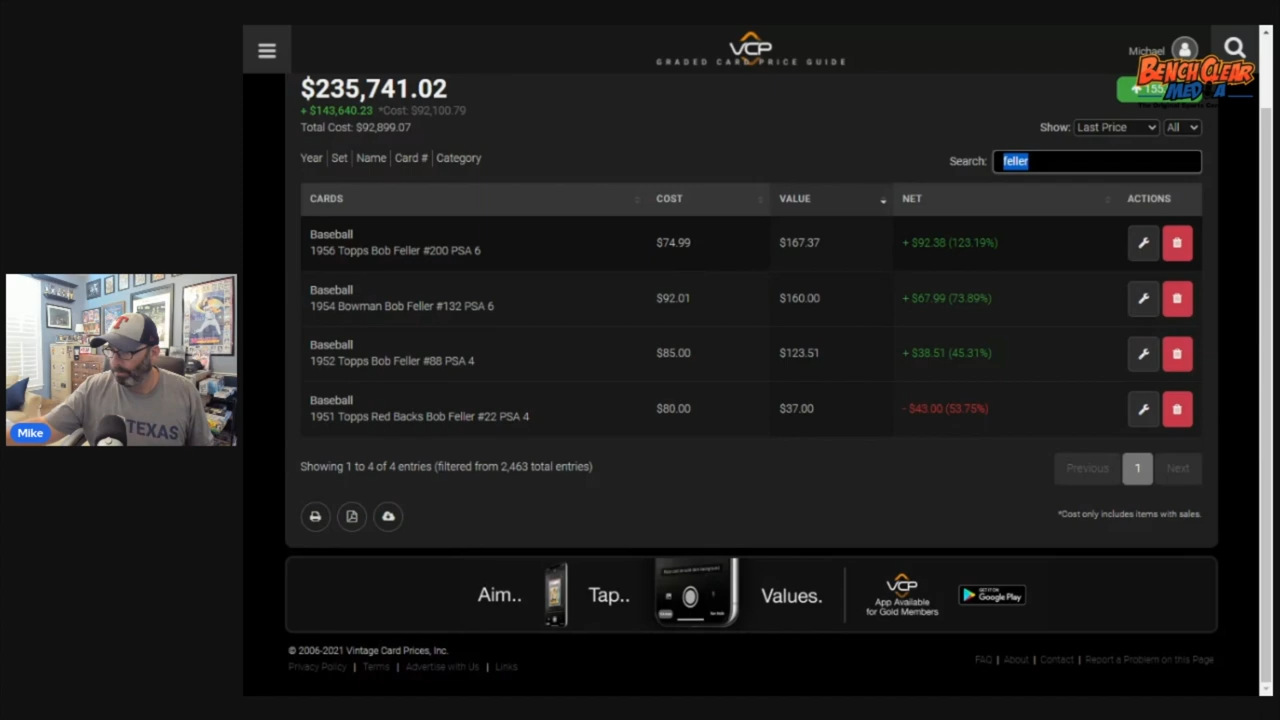 VCP
GRADED CARD PRICE GUIDE
Michael
BENCHCLEAR
MEDIA
$235,741.02
+ $143,640.23 *Cost: $92,100.79
Total Cost: $92,899.07
Show: Last Price All
Year | Set | Name | Card # | Category
Search: feller
CARDS COST VALUE NET ACTIONS
Baseball
1956 Topps Bob Feller #200 PSA 6 $74.99 $167.37 + $92.38 (123.19%)
Baseball
1954 Bowman Bob Feller #132 PSA 6 $92.01 $160.00 + $67.99 (73.89%)
Baseball
1952 Topps Bob Feller #88 PSA 4 $85.00 $123.51 + $38.51 (45.31%)
Baseball
1951 Topps Red Backs Bob Feller #22 PSA 4 $80.00 $37.00 - $43.00 (53.75%)
TEXAS
Mike
Showing 1 to 4 of 4 entries (filtered from 2,463 total entries)
Previous 1 Next
*Cost only includes items with sales.
Aim.. Tap.. Values.
VCP
App Available
for Gold Members
GET IT ON
Google Play
© 2006-2021 Vintage Card Prices, Inc.
Privacy Policy | Terms | Advertise with Us | Links
FAQ | About | Contact | Report a Problem on this Page